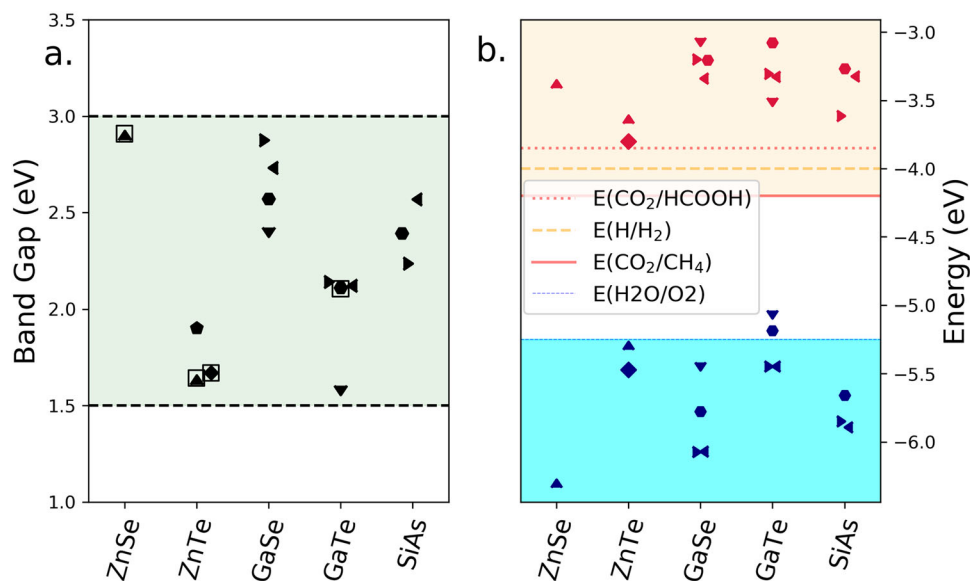 a.
Band Gap (eV)
3.5
3.0
2.5
2.0
1.5
1.0
ZnSe
ZnTe
GaSe
GaTe
SiAs
b.
E(CO₂/HCOOH)
E(H/H₂)
E(CO₂/CH₄)
E(H2O/O2)
−3.0
−3.5
−4.0
−4.5
−5.0
−5.5
−6.0
Energy (eV)
ZnSe
ZnTe
GaSe
GaTe
SiAs